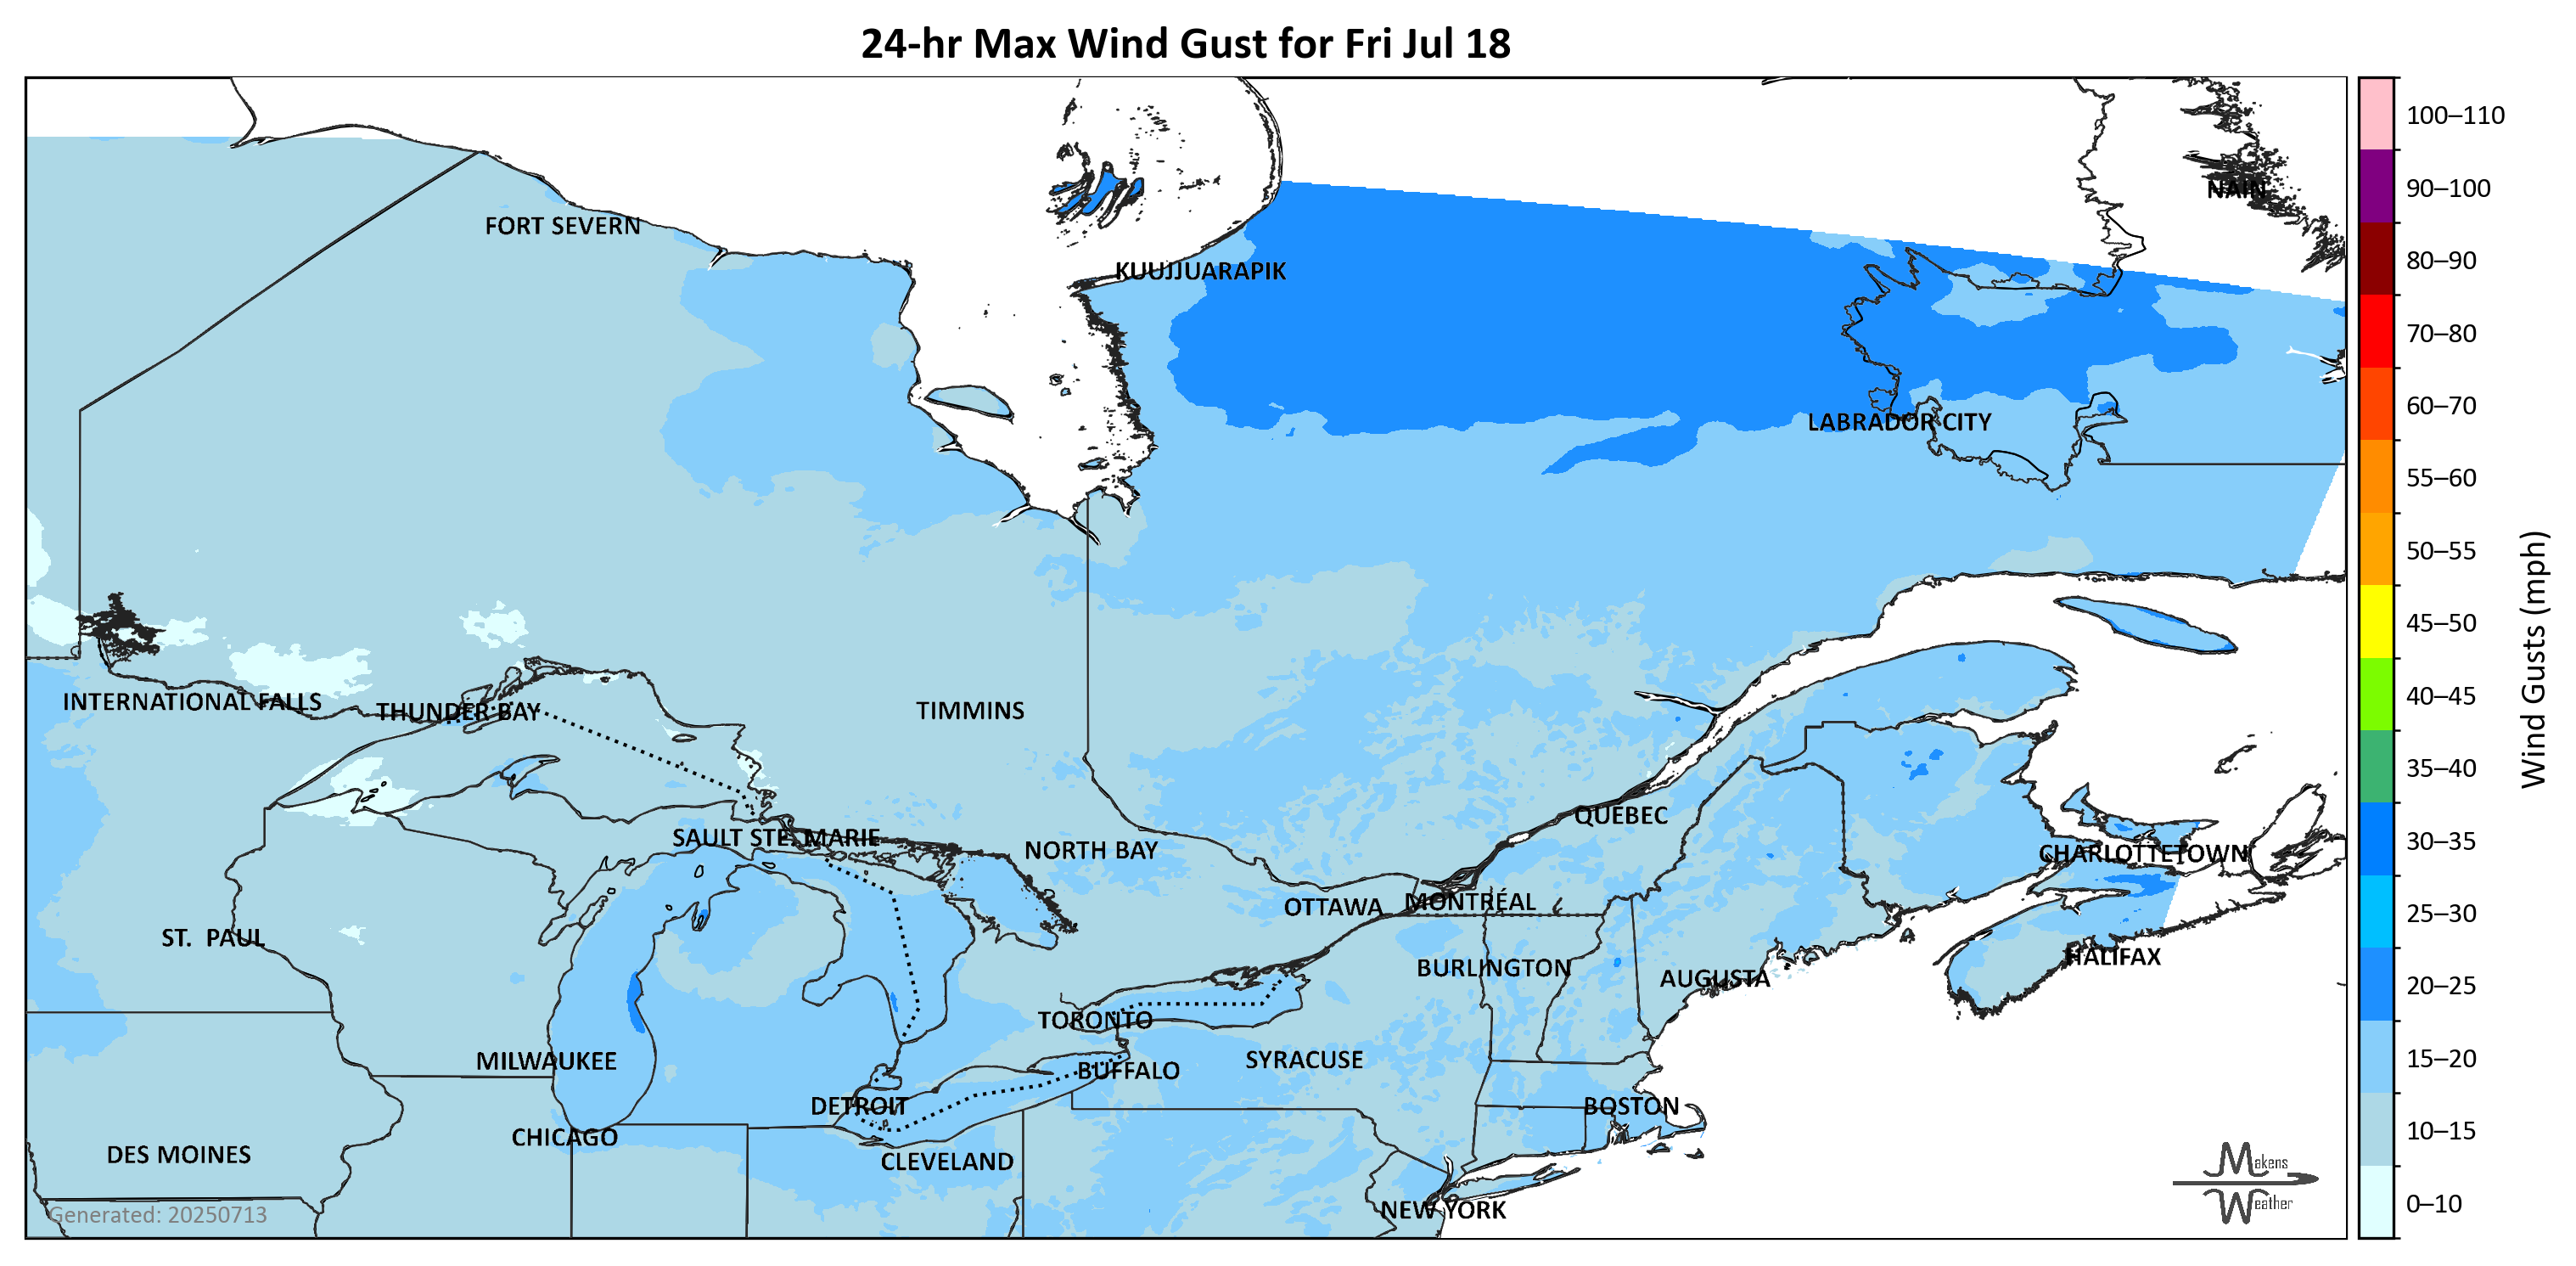 24-hr Max Wind Gust for Fri Jul 18
100–110
90–100
NAIN
FORT SEVERN
80–90
KUUJJUARAPIK
70–80
60–70
LABRADOR CITY
55–60
50–55
45–50
Wind Gusts (mph)
40–45
INTERNATIONAL FALLS
THUNDER BAY
TIMMINS
35–40
QUEBEC
30–35
SAULT STE. MARIE
NORTH BAY
CHARLOTTETOWN
OTTAWA
MONTRÉAL
25–30
ST. PAUL
HALIFAX
BURLINGTON
AUGUSTA
20–25
TORONTO
MILWAUKEE
SYRACUSE
15–20
BUFFALO
DETROIT
BOSTON
CHICAGO
10–15
DES MOINES
CLEVELAND
Makens
Weather
NEW YORK
0–10
Generated: 20250713